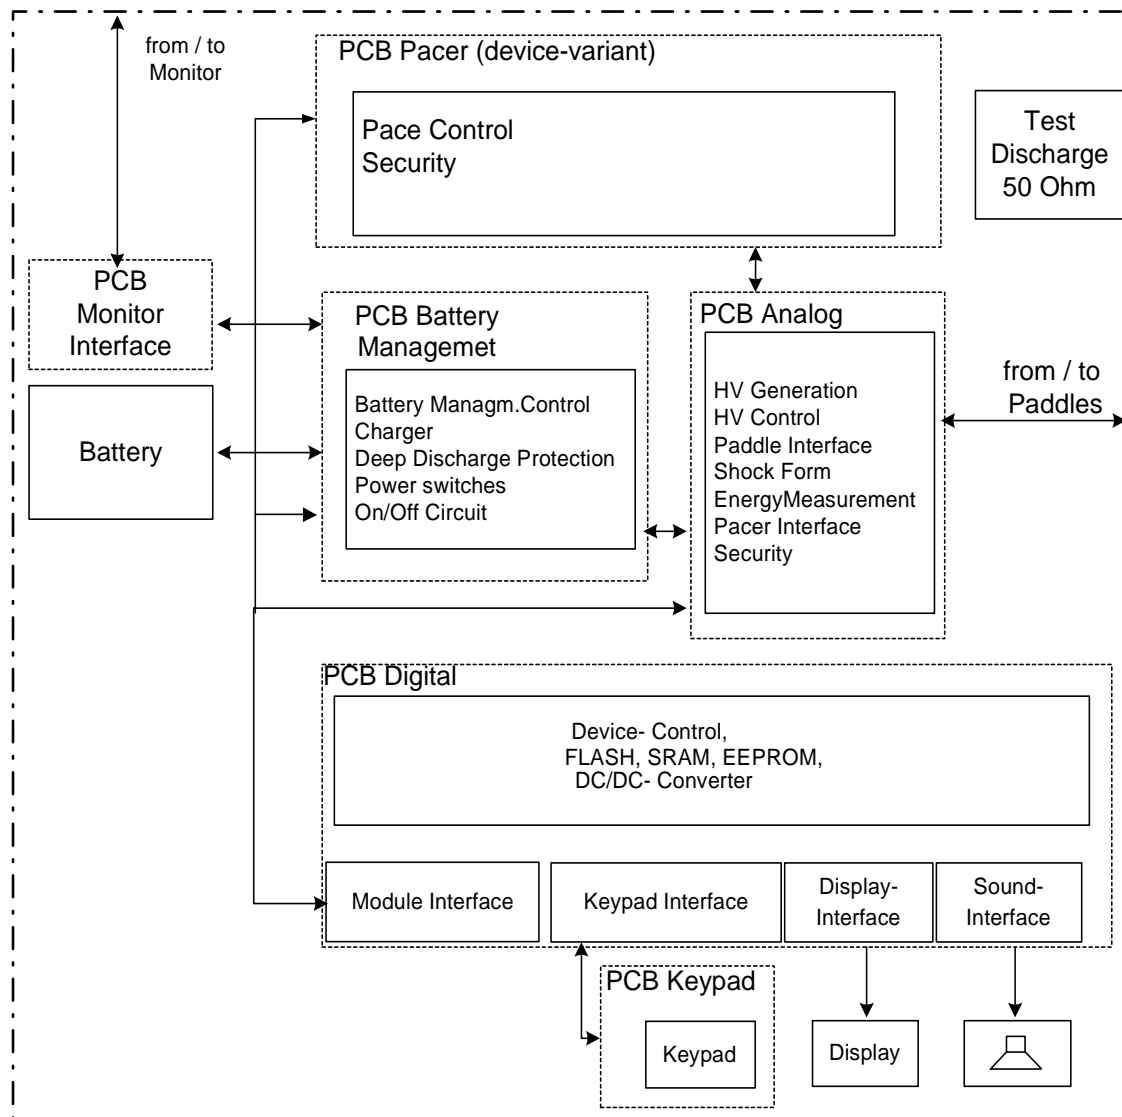 from / to
Monitor
PCB Pacer (device-variant)
Pace Control
Security
Test
Discharge
50 Ohm
PCB
Monitor
Interface
PCB Battery
Managemet
Battery Managm.Control
Charger
Deep Discharge Protection
Power switches
On/Off Circuit
PCB Analog
HV Generation
HV Control
Paddle Interface
Shock Form
EnergyMeasurement
Pacer Interface
Security
from / to
Paddles
Battery
PCB Digital
Device- Control,
FLASH, SRAM, EEPROM,
DC/DC- Converter
Module Interface
Keypad Interface
Display-
Interface
Sound-
Interface
PCB Keypad
Keypad
Display